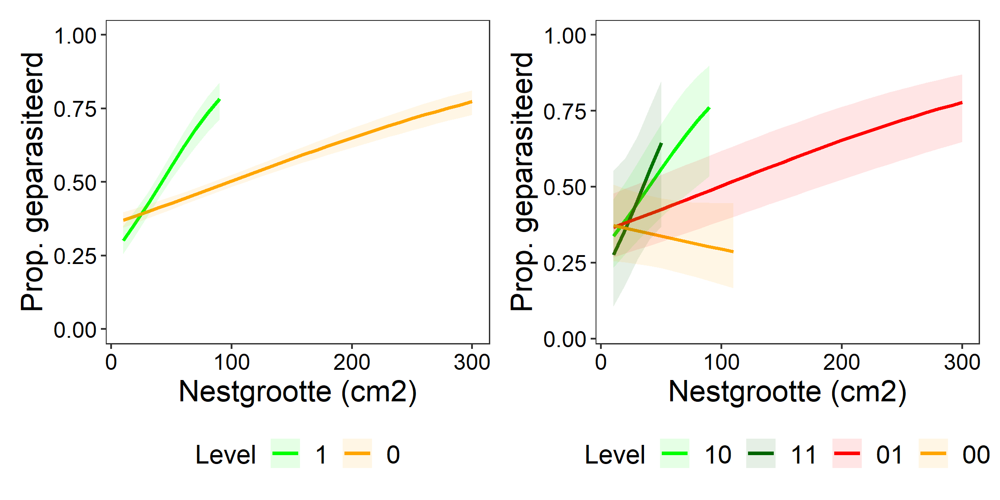 Prop. geparasiteerd
1.00
0.75
0.50
0.25
0.00
0 100 200 300
Nestgrootte (cm2)
Level 1 0
Prop. geparasiteerd
1.00
0.75
0.50
0.25
0.00
0 100 200 300
Nestgrootte (cm2)
Level 10 11 01 00